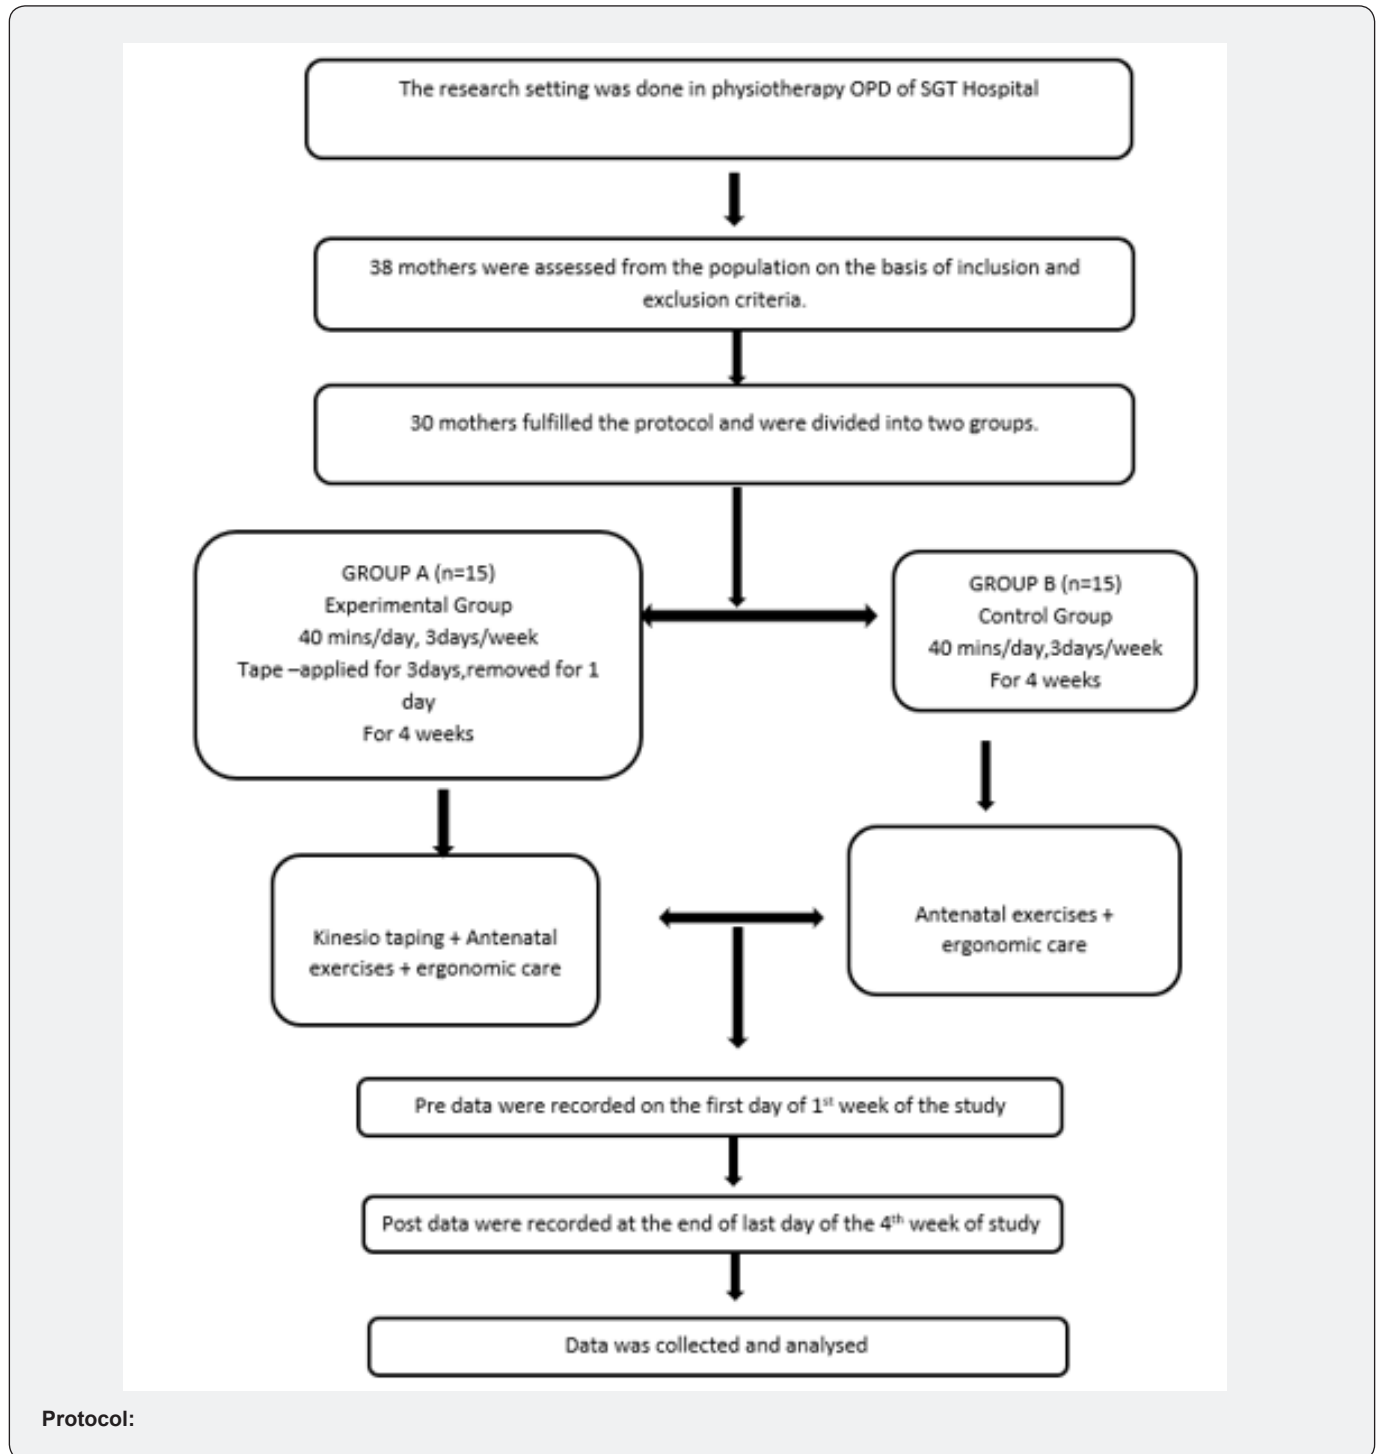 The research setting was done in physiotherapy OPD of SGT Hospital
38 mothers were assessed from the population on the basis of inclusion and
exclusion criteria.
30 mothers fulfilled the protocol and were divided into two groups.
GROUP A (n=15)
Experimental Group
40 mins/day, 3days/week
Tape –applied for 3days,removed for 1
day
For 4 weeks
GROUP B (n=15)
Control Group
40 mins/day,3days/week
For 4 weeks
Kinesio taping + Antenatal
exercises + ergonomic care
Antenatal exercises +
ergonomic care
Pre data were recorded on the first day of 1st week of the study
Post data were recorded at the end of last day of the 4th week of study
Data was collected and analysed
Protocol: